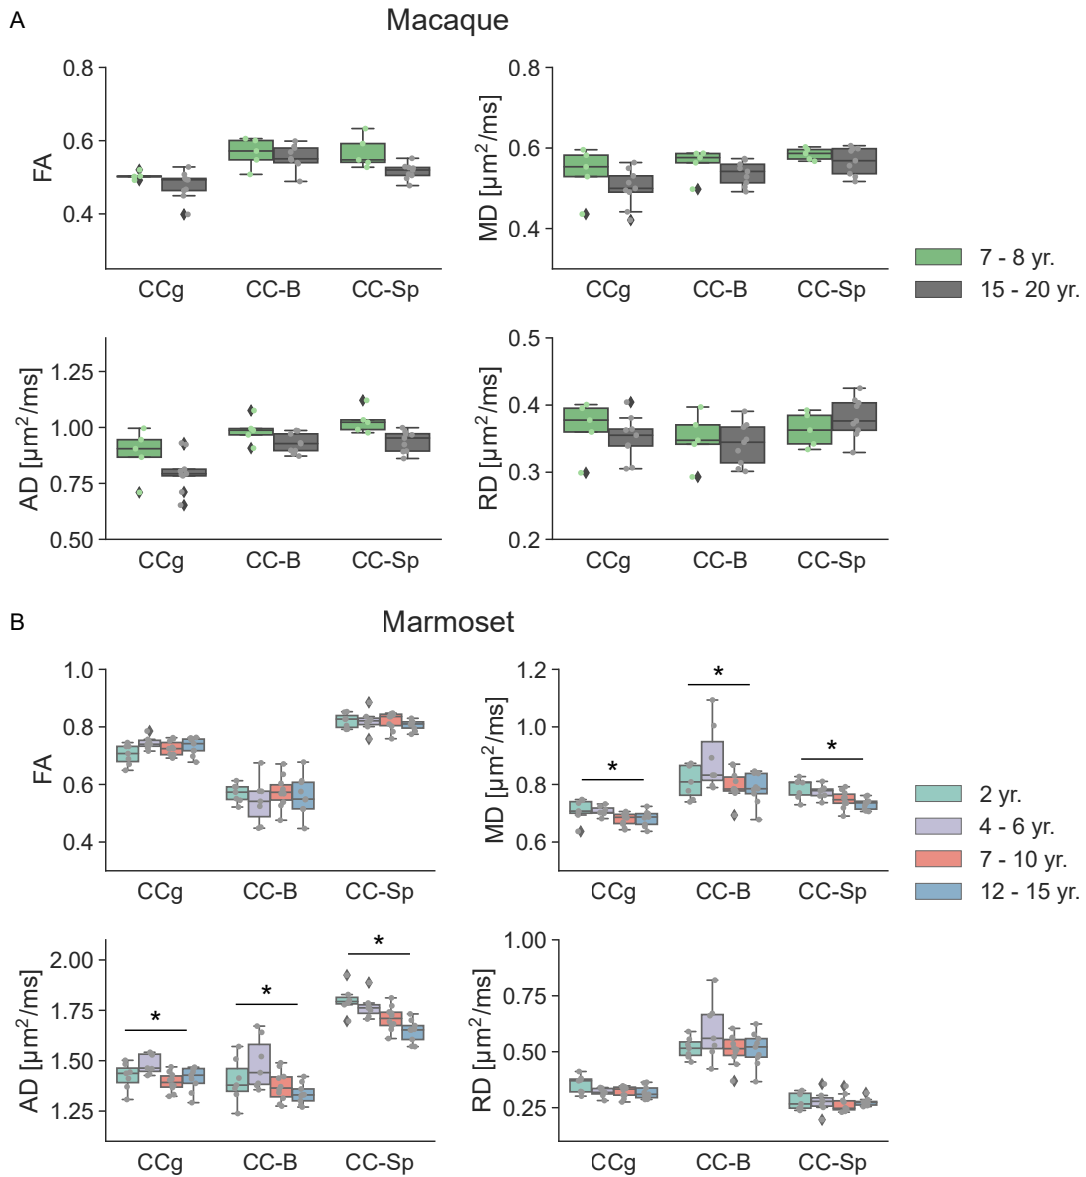 A
Macaque
0.8
0.6
0.4
FA
CCg CC-B CC-Sp
0.8
0.6
0.4
MD [µm²/ms]
CCg CC-B CC-Sp
7 - 8 yr.
15 - 20 yr.
1.25
1.00
0.75
0.50
AD [µm²/ms]
CCg CC-B CC-Sp
0.5
0.4
0.3
0.2
RD [µm²/ms]
CCg CC-B CC-Sp
B
Marmoset
1.0
0.8
0.6
0.4
FA
CCg CC-B CC-Sp
1.2
1.0
0.8
0.6
MD [µm²/ms]
* * *
CCg CC-B CC-Sp
2 yr.
4 - 6 yr.
7 - 10 yr.
12 - 15 yr.
2.00
1.75
1.50
1.25
AD [µm²/ms]
* * *
CCg CC-B CC-Sp
1.00
0.75
0.50
0.25
RD [µm²/ms]
CCg CC-B CC-Sp